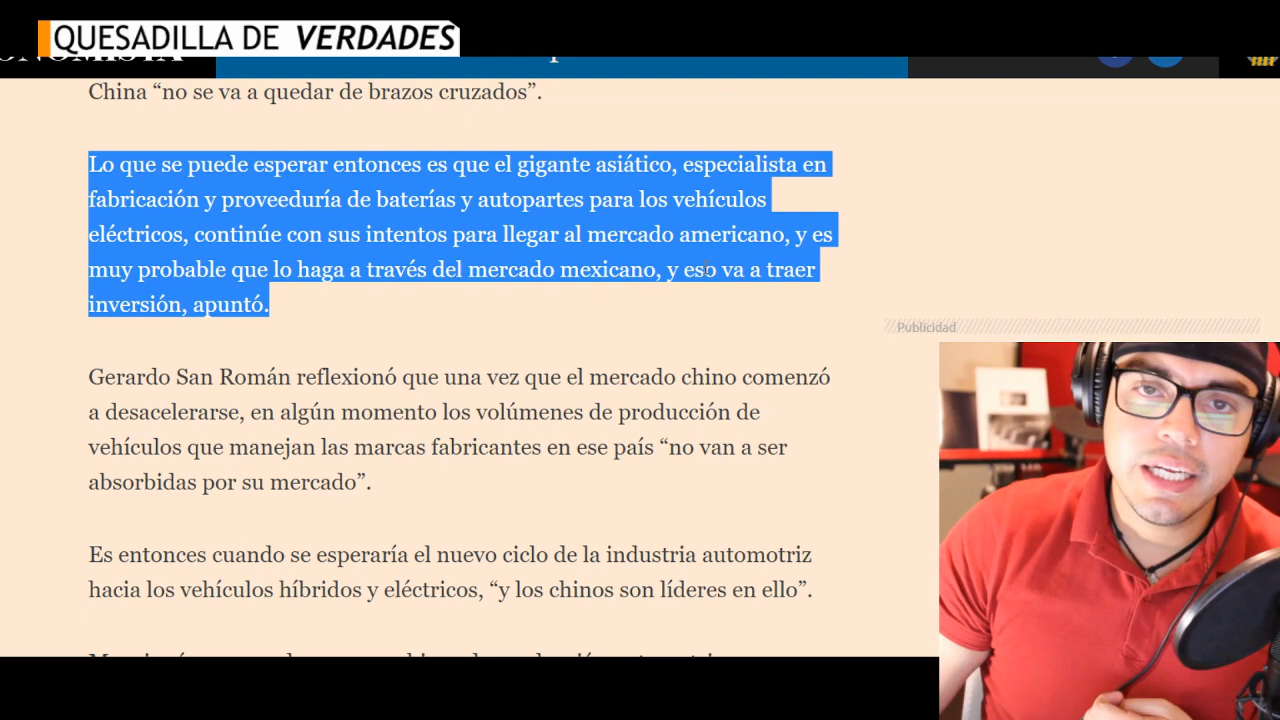 QUESADILLA DE VERDADES
China “no se va a quedar de brazos cruzados”.
Lo que se puede esperar entonces es que el gigante asiático, especialista en
fabricación y proveeduría de baterías y autopartes para los vehículos
eléctricos, continúe con sus intentos para llegar al mercado americano, y es
muy probable que lo haga a través del mercado mexicano, y eso va a traer
inversión, apuntó.
Publicidad
Gerardo San Román reflexionó que una vez que el mercado chino comenzó
a desacelerarse, en algún momento los volúmenes de producción de
vehículos que manejan las marcas fabricantes en ese país “no van a ser
absorbidas por su mercado”.
Es entonces cuando se esperaría el nuevo ciclo de la industria automotriz
hacia los vehículos híbridos y eléctricos, “y los chinos son líderes en ello”.